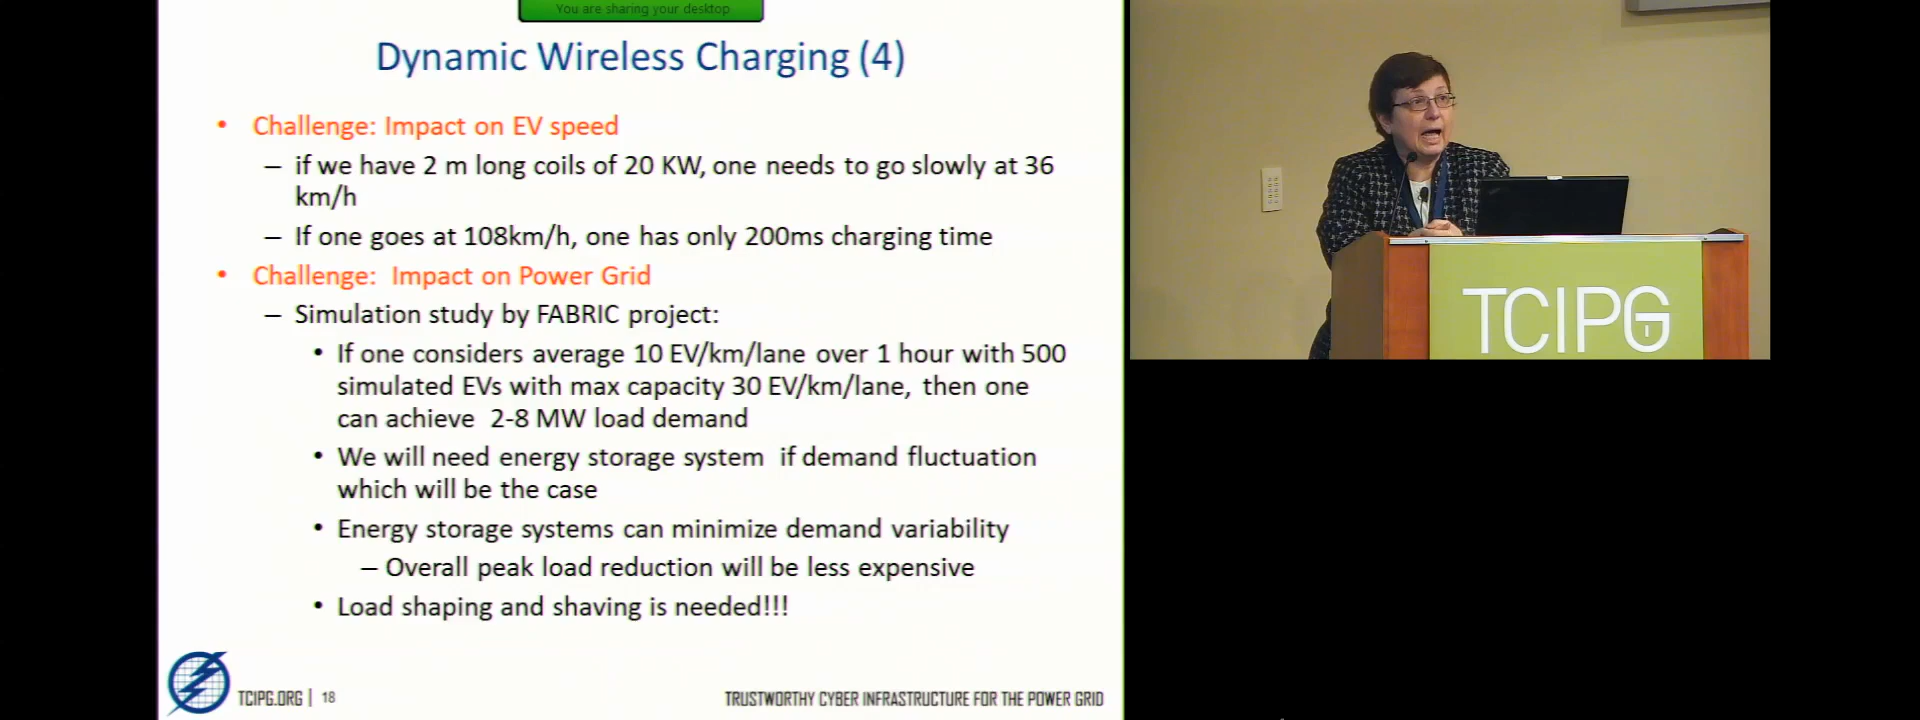 You are sharing your desktop
Dynamic Wireless Charging (4)
• Challenge: Impact on EV speed
– if we have 2 m long coils of 20 KW, one needs to go slowly at 36
km/h
– If one goes at 108km/h, one has only 200ms charging time
• Challenge: Impact on Power Grid
– Simulation study by FABRIC project:
• If one considers average 10 EV/km/lane over 1 hour with 500
simulated EVs with max capacity 30 EV/km/lane, then one
can achieve 2-8 MW load demand
• We will need energy storage system if demand fluctuation
which will be the case
• Energy storage systems can minimize demand variability
– Overall peak load reduction will be less expensive
• Load shaping and shaving is needed!!!
TCIPG.ORG | 18
TRUSTWORTHY CYBER INFRASTRUCTURE FOR THE POWER GRID
TCIPG